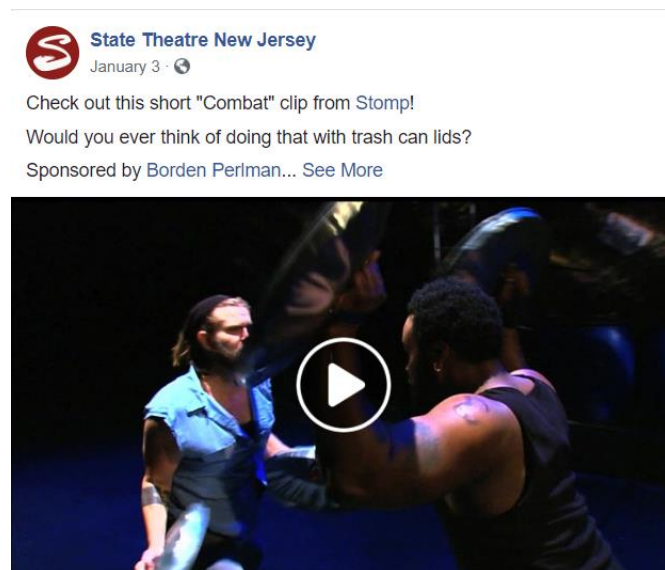 State Theatre New Jersey
January 3 ·
Check out this short "Combat" clip from Stomp!
Would you ever think of doing that with trash can lids?
Sponsored by Borden Perlman... See More